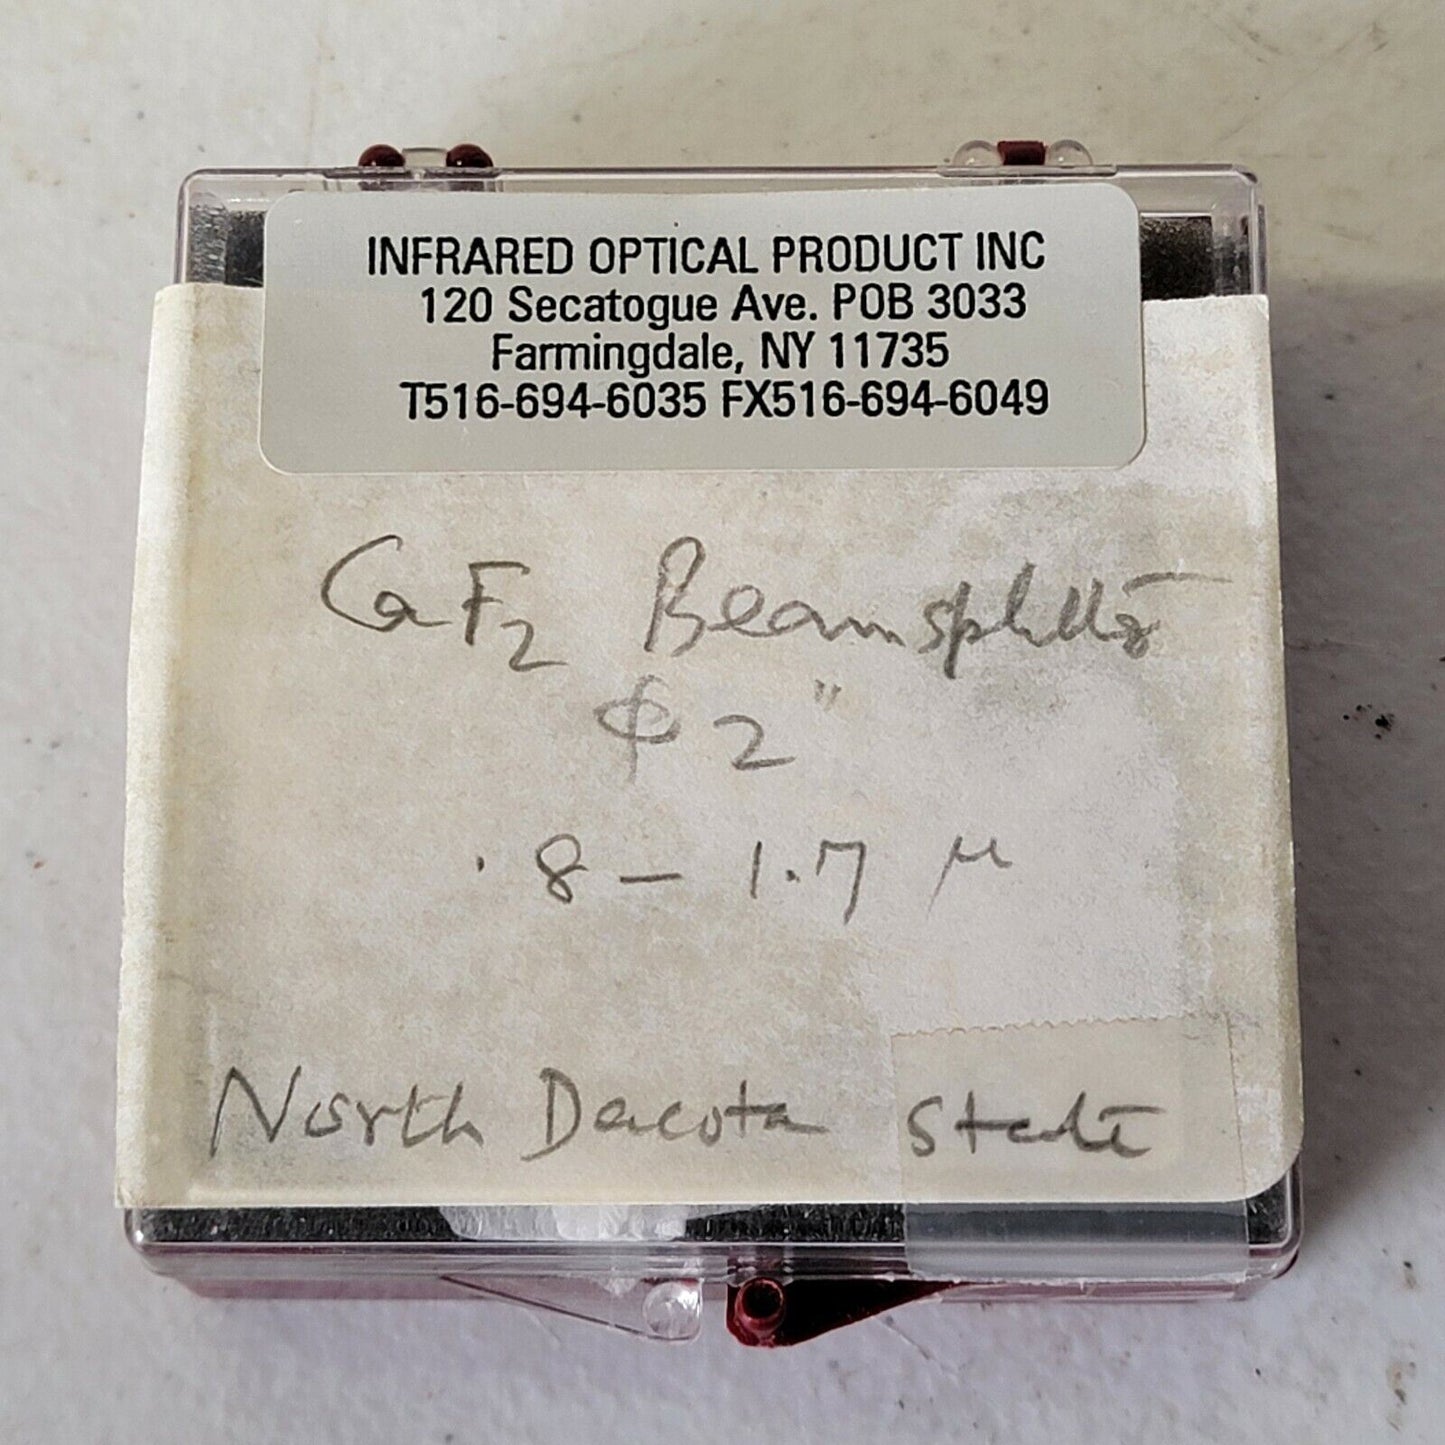 INFRARED OPTICAL PRODUCT INC
120 Secatogue Ave. POB 3033
Farmingdale, NY 11735
T516-694-6035 FX516-694-6049
CaF2 Beamsplitter
ϕ 2"
.8 - 1.7 μ
North Dacota State